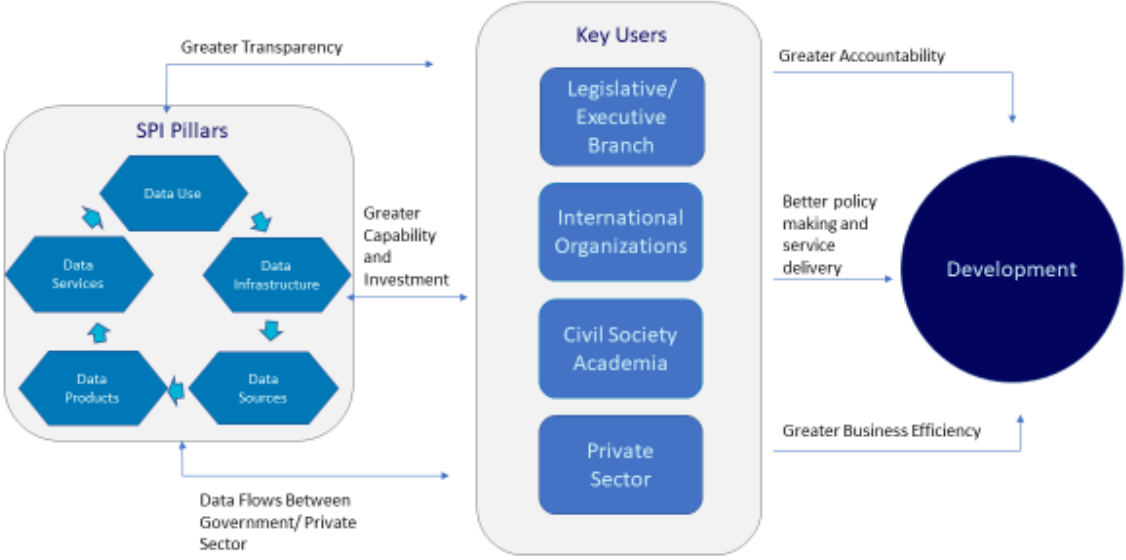 Greater Transparency
SPI Pillars
Data Use
Data
Services
Data
Infrastructure
Data
Products
Data
Sources
Greater
Capability
and
Investment
Data Flows Between
Government/ Private
Sector
Key Users
Legislative/
Executive
Branch
International
Organizations
Civil Society
Academia
Private
Sector
Greater Accountability
Better policy
making and
service
delivery
Greater Business Efficiency
Development